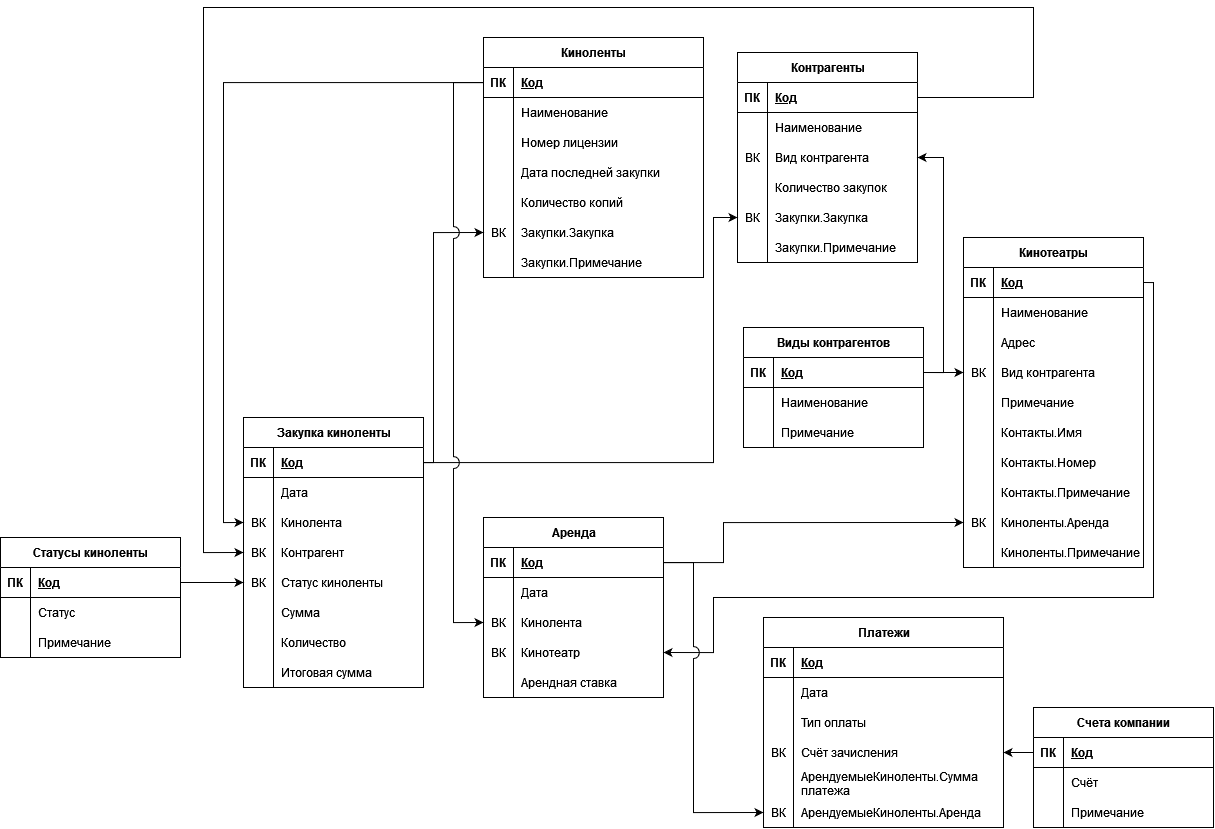 Киноленты
ПК Код
Наименование
Номер лицензии
Дата последней закупки
Количество копий
ВК Закупки.Закупка
Закупки.Примечание
Контрагенты
ПК Код
Наименование
ВК Вид контрагента
Количество закупок
ВК Закупки.Закупка
Закупки.Примечание
Кинотеатры
ПК Код
Наименование
Адрес
ВК Вид контрагента
Примечание
Контакты.Имя
Контакты.Номер
Контакты.Примечание
ВК Киноленты.Аренда
Киноленты.Примечание
Виды контрагентов
ПК Код
Наименование
Примечание
Закупка киноленты
ПК Код
Дата
ВК Кинолента
ВК Контрагент
ВК Статус киноленты
Сумма
Количество
Итоговая сумма
Статусы киноленты
ПК Код
Статус
Примечание
Аренда
ПК Код
Дата
ВК Кинолента
ВК Кинотеатр
Арендная ставка
Платежи
ПК Код
Дата
Тип оплаты
ВК Счёт зачисления
АрендуемыеКиноленты.Сумма
платежа
ВК АрендуемыеКиноленты.Аренда
Счета компании
ПК Код
Счёт
Примечание